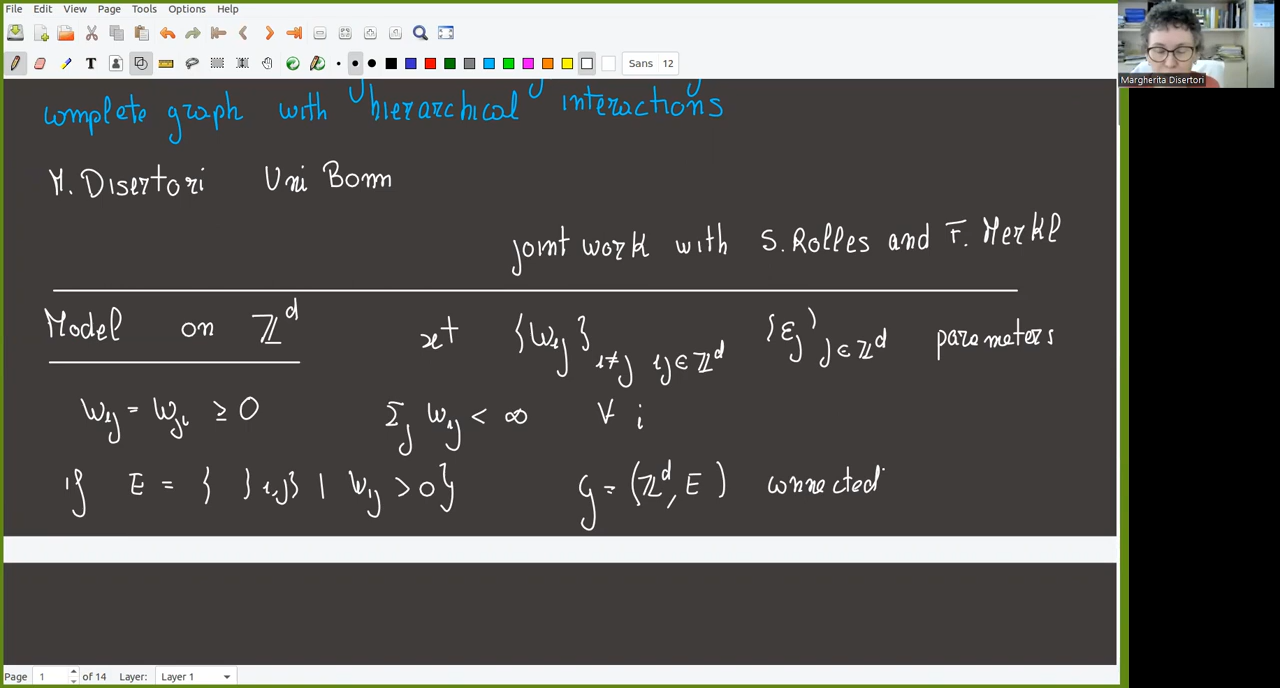 File Edit View Page Tools Options Help
Sans 12
Margherita Disertori
complete graph with "hierarchical" interactions
M. Disertori Uni Bonn
joint work with S. Rolles and F. Merkl
Model on ℤ^d set {W_ij}_{i≠j i,j∈ℤ^d} {ε_j}_{j∈ℤ^d} parameters
W_ij = W_ji ≥ 0 Σ_j W_ij < ∞ ∀ i
if E = { {i,j} | W_ij > 0} G = (ℤ^d, E) connected
Page 1 of 14 Layer: Layer 1